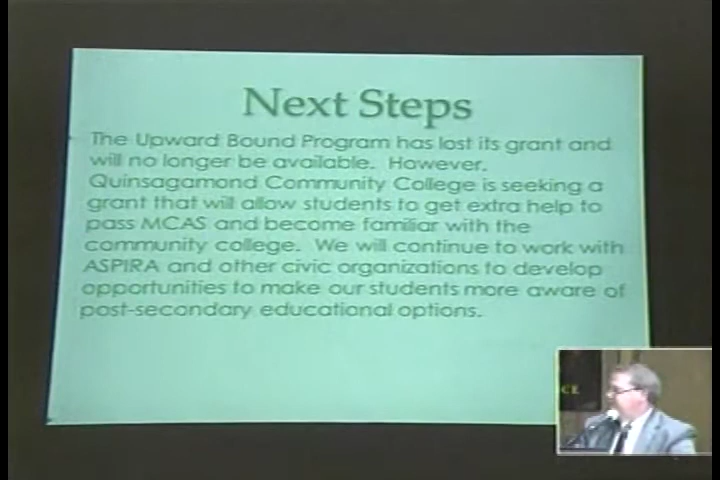 Next Steps
The Upward Bound Program has lost its grant and
will no longer be available. However,
Quinsagamond Community College is seeking a
grant that will allow students to get extra help to
pass MCAS and become familiar with the
community college. We will continue to work with
ASPIRA and other civic organizations to develop
opportunities to make our students more aware of
post-secondary educational options.
CE